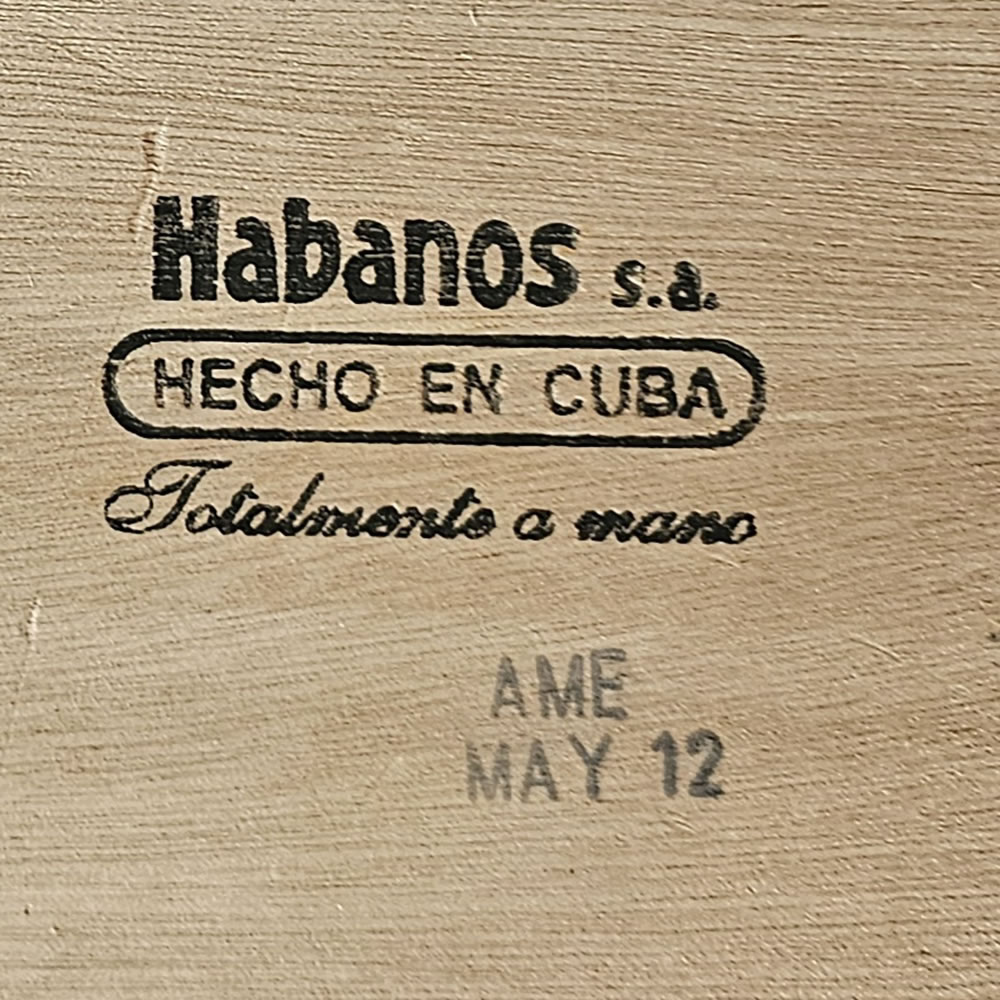 Habanos s.a.
HECHO EN CUBA
Totalmente a mano
AME
MAY 12